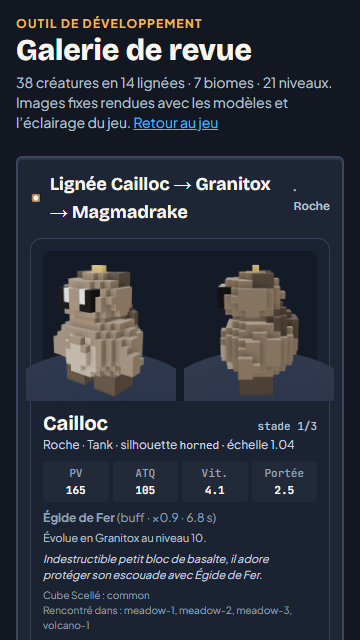 OUTIL DE DÉVELOPPEMENT
Galerie de revue
38 créatures en 14 lignées · 7 biomes · 21 niveaux.
Images fixes rendues avec les modèles et
l'éclairage du jeu. Retour au jeu
Lignée Cailloc → Granitox
→ Magmadrake
· Roche
Cailloc
stade 1/3
Roche · Tank · silhouette horned · échelle 1.04
PV ATQ Vit. Portée
165 105 4.1 2.5
Égide de Fer (buff · ×0.9 · 6.8 s)
Évolue en Granitox au niveau 10.
Indestructible petit bloc de basalte, il adore
protéger son escouade avec Égide de Fer.
Cube Scellé : common
Rencontré dans : meadow-1, meadow-2, meadow-3,
volcano-1